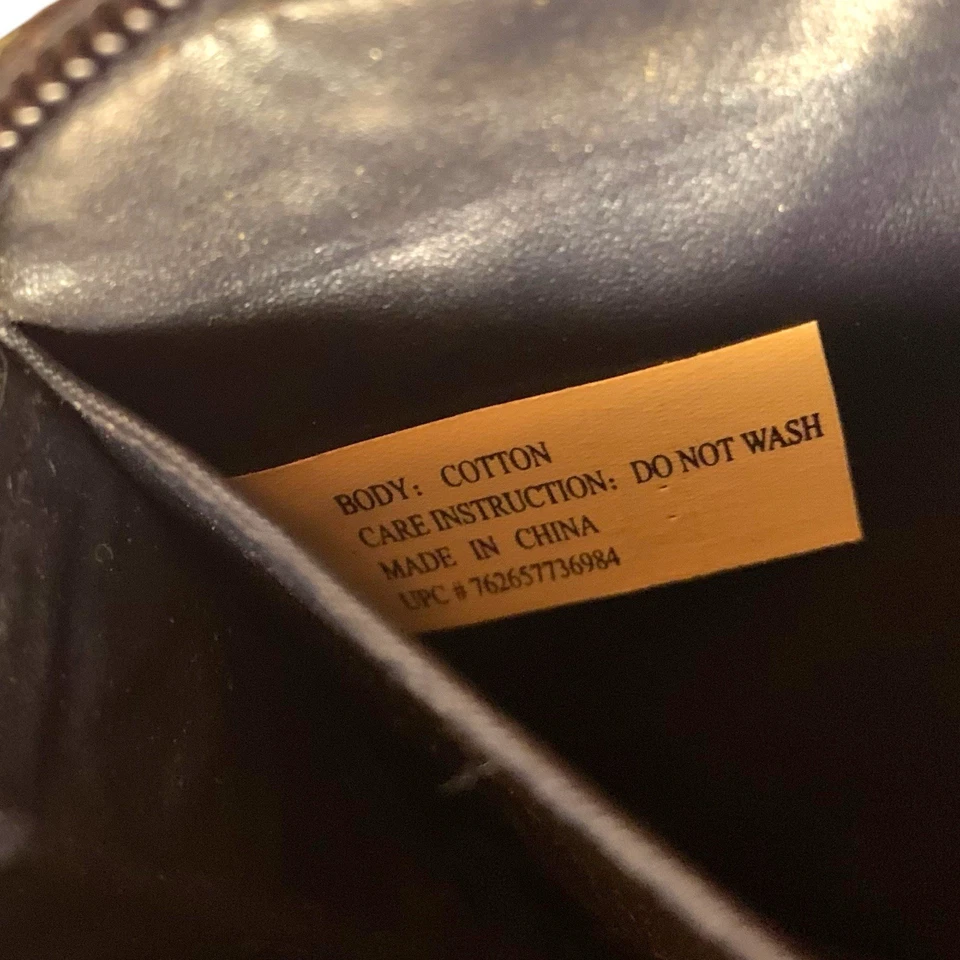 BODY: COTTON
CARE INSTRUCTION: DO NOT WASH
MADE IN CHINA
UPC # 762657736984